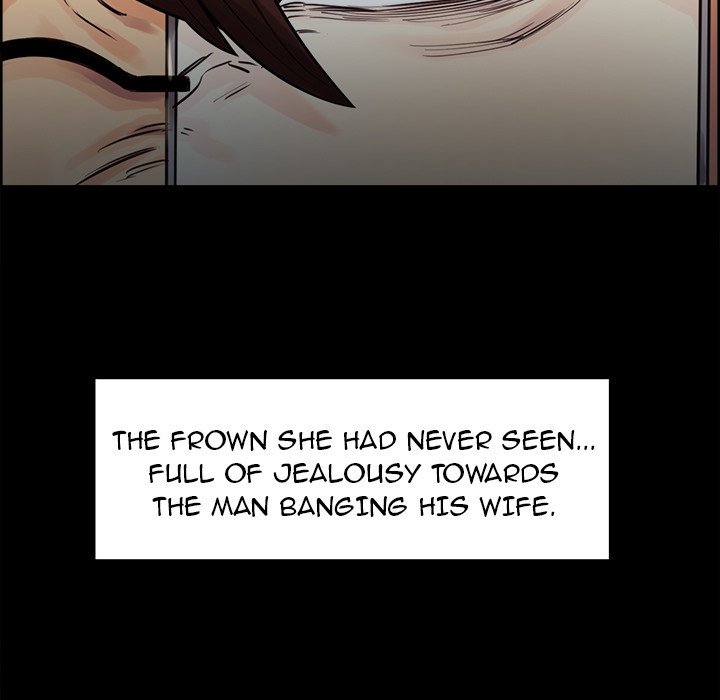 THE FROWN SHE HAD NEVER SEEN...
FULL OF JEALOUSY TOWARDS
THE MAN BANGING HIS WIFE.